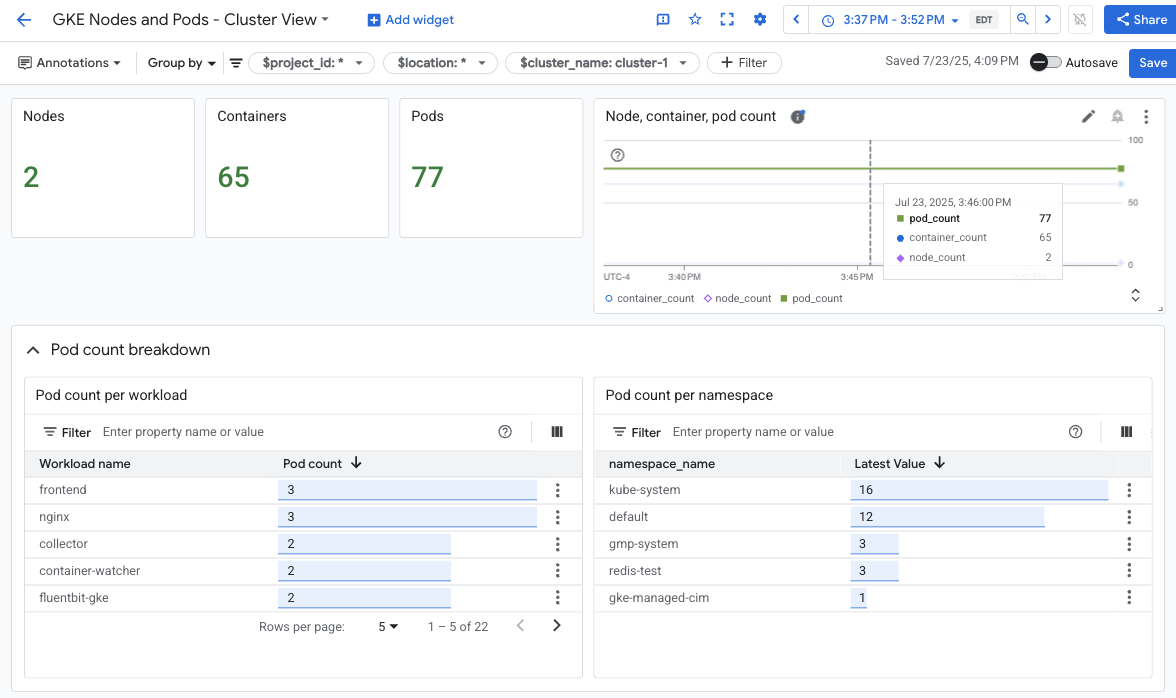 GKE Nodes and Pods - Cluster View
Add widget
3:37 PM - 3:52 PM
EDT
Share
Annotations
Group by
$project_id: *
$location: *
$cluster_name: cluster-1
Filter
Saved 7/23/25, 4:09 PM
Autosave
Save
Nodes
2
Containers
65
Pods
77
Node, container, pod count
100
50
0
Jul 23, 2025, 3:46:00 PM
pod_count 77
container_count 65
node_count 2
UTC-4 3:40 PM 3:45 PM
container_count node_count pod_count
Pod count breakdown
Pod count per workload
Filter Enter property name or value
Workload name Pod count
frontend 3
nginx 3
collector 2
container-watcher 2
fluentbit-gke 2
Rows per page: 5 1 – 5 of 22
Pod count per namespace
Filter Enter property name or value
namespace_name Latest Value
kube-system 16
default 12
gmp-system 3
redis-test 3
gke-managed-cim 1